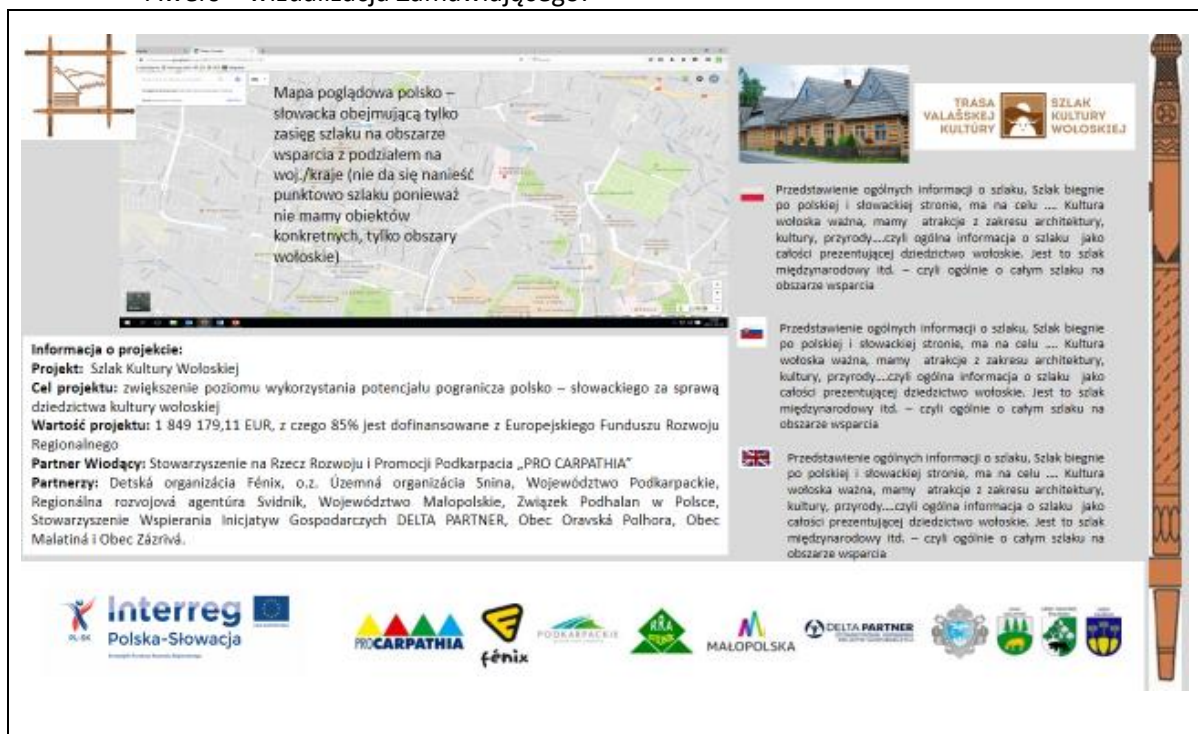 Mapa poglądowa polsko –
słowacka obejmującą tylko
zasięg szlaku na obszarze
wsparcia z podziałem na
woj./kraje (nie da się nanieść
punktowo szlaku ponieważ
nie mamy obiektów
konkretnych, tylko obszary
wołoskie)
TRASA
VALAŠSKEJ
KULTÚRY
SZLAK
KULTURY
WOŁOSKIEJ
Przedstawienie ogólnych informacji o szlaku, Szlak biegnie
po polskiej i słowackiej stronie, ma na celu .... Kultura
wołoska ważna, mamy atrakcje z zakresu architektury,
kultury, przyrody....czyli ogólna informacja o szlaku jako
całości prezentującej dziedzictwo wołoskie. Jest to szlak
międzynarodowy itd. – czyli ogólnie o całym szlaku na
obszarze wsparcia
Przedstawienie ogólnych informacji o szlaku, Szlak biegnie
po polskiej i słowackiej stronie, ma na celu .... Kultura
wołoska ważna, mamy atrakcje z zakresu architektury,
kultury, przyrody....czyli ogólna informacja o szlaku jako
całości prezentującej dziedzictwo wołoskie. Jest to szlak
międzynarodowy itd. – czyli ogólnie o całym szlaku na
obszarze wsparcia
Przedstawienie ogólnych informacji o szlaku, Szlak biegnie
po polskiej i słowackiej stronie, ma na celu .... Kultura
wołoska ważna, mamy atrakcje z zakresu architektury,
kultury, przyrody....czyli ogólna informacja o szlaku jako
całości prezentującej dziedzictwo wołoskie. Jest to szlak
międzynarodowy itd. – czyli ogólnie o całym szlaku na
obszarze wsparcia
Informacja o projekcie:
Projekt: Szlak Kultury Wołoskiej
Cel projektu: zwiększenie poziomu wykorzystania potencjału pogranicza polsko – słowackiego za sprawą
dziedzictwa kultury wołoskiej
Wartość projektu: 1 849 179,11 EUR, z czego 85% jest dofinansowane z Europejskiego Funduszu Rozwoju
Regionalnego
Partner Wiodący: Stowarzyszenie na Rzecz Rozwoju i Promocji Podkarpacia „PRO CARPATHIA”
Partnerzy: Detská organizácia Fénix, o.z. Územná organizácia Snina, Województwo Podkarpackie,
Regionálna rozvojová agentúra Svidnik, Województwo Małopolskie, Związek Podhalan w Polsce,
Stowarzyszenie Wspierania Inicjatyw Gospodarczych DELTA PARTNER, Obec Oravská Polhora, Obec
Malatiná i Obec Zázrivá.
PL-SK
Interreg
Polska-Słowacja
PROCARPATHIA
fénix
PODKARPACKIE
RRA
MAŁOPOLSKA
DELTA PARTNER